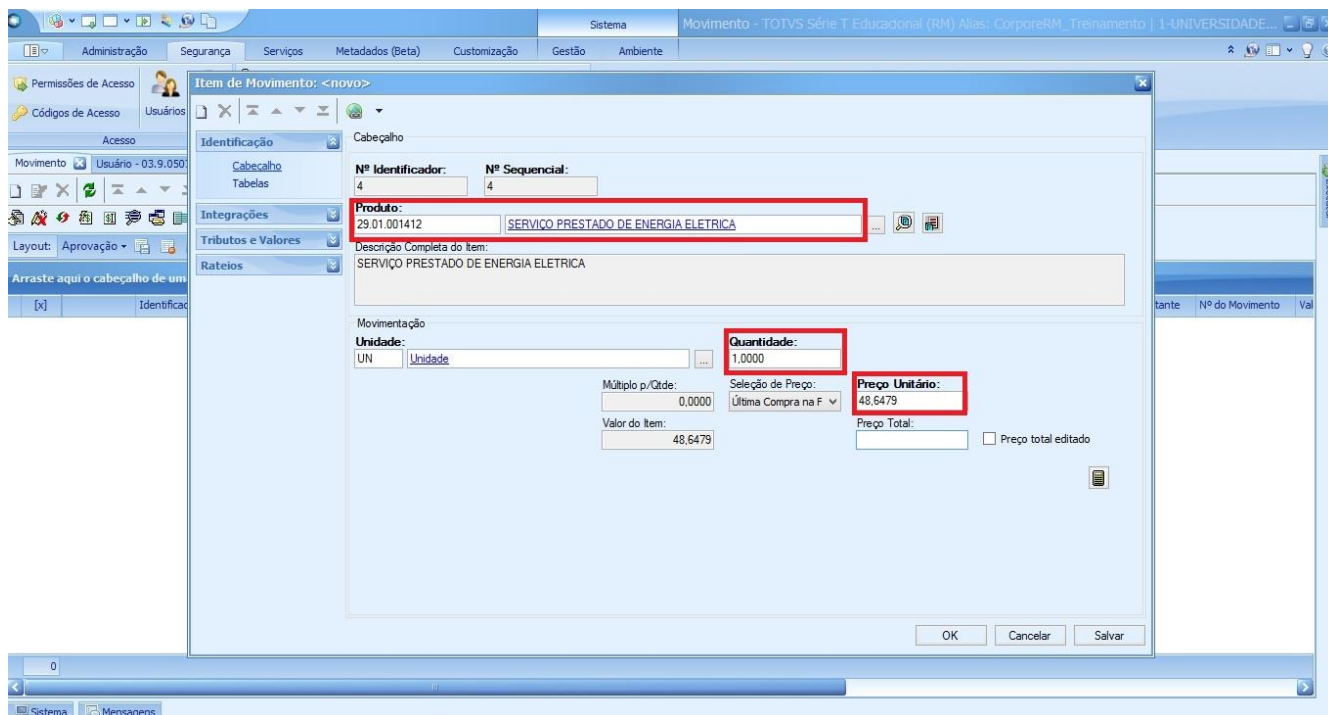 Sistema Movimento - TOTVS Série T Educacional (RM) Alias: CorporeRM_Treinamento | 1-UNIVERSIDADE...
Administração Segurança Serviços Metadados (Beta) Customização Gestão Ambiente
Permissões de Acesso
Códigos de Acesso Usuários
Acesso
Movimento Usuário - 03.9.050
Layout: Aprovação
Arraste aqui o cabeçalho de um
[x] Identificad tante Nº do Movimento Val
Item de Movimento: <novo>
Identificação
Cabeçalho
Tabelas
Integrações
Tributos e Valores
Rateios
Cabeçalho
Nº Identificador: Nº Sequencial:
4 4
Produto:
29.01.001412 SERVIÇO PRESTADO DE ENERGIA ELETRICA ...
Descrição Completa do Item:
SERVIÇO PRESTADO DE ENERGIA ELETRICA
Movimentação
Unidade: Quantidade:
UN Unidade ... 1,0000
Múltiplo p/Qtde: Seleção de Preço: Preço Unitário:
0,0000 Última Compra na F 48,6479
Valor do Item: Preço Total:
48,6479 Preço total editado
OK Cancelar Salvar
0
Sistema Mensagens